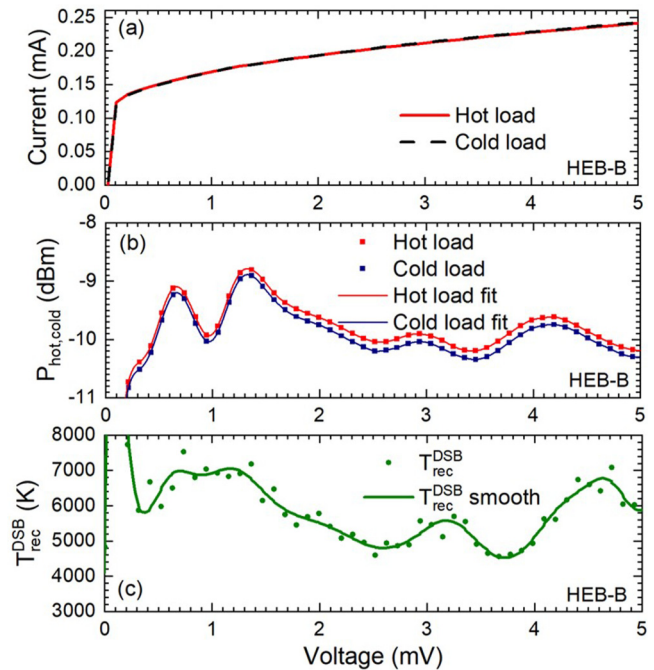 (a)
0.25
0.20
0.15
0.10
0.05
0.00
Current (mA)
Hot load
Cold load
HEB-B
0 1 2 3 4 5
(b)
-8
-9
-10
-11
P_hot,cold (dBm)
Hot load
Cold load
Hot load fit
Cold load fit
HEB-B
0 1 2 3 4 5
8000
7000
6000
5000
4000
3000
T_rec^DSB (K)
T_rec^DSB
T_rec^DSB smooth
(c)
HEB-B
0 1 2 3 4 5
Voltage (mV)